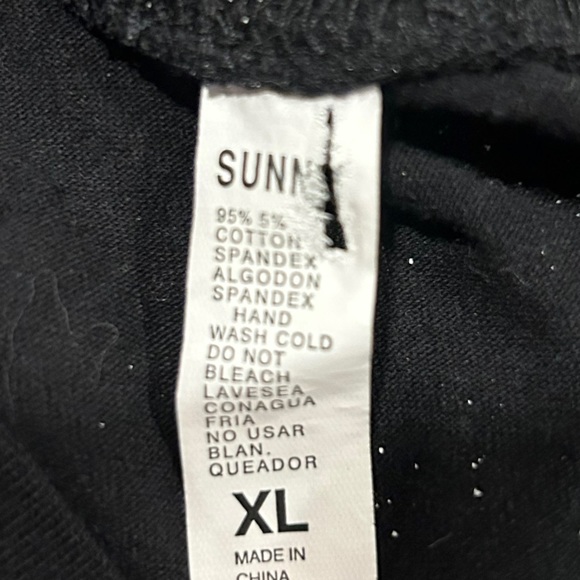 SUNN
95% 5%
COTTON
SPANDEX
ALGODON
SPANDEX
HAND
WASH COLD
DO NOT
BLEACH
LAVESEA
CONAGUA
FRIA
NO USAR
BLAN.
QUEADOR
XL
MADE IN
CHINA